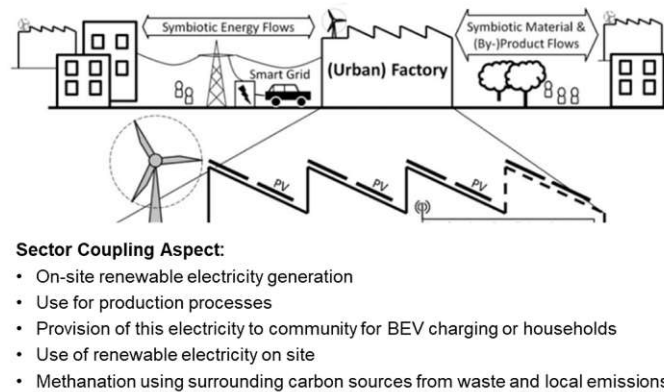 Symbiotic Energy Flows
Symbiotic Material &
(By-)Product Flows
(Urban) Factory
Smart Grid
PV
PV
PV
Sector Coupling Aspect:
• On-site renewable electricity generation
• Use for production processes
• Provision of this electricity to community for BEV charging or households
• Use of renewable electricity on site
• Methanation using surrounding carbon sources from waste and local emissions